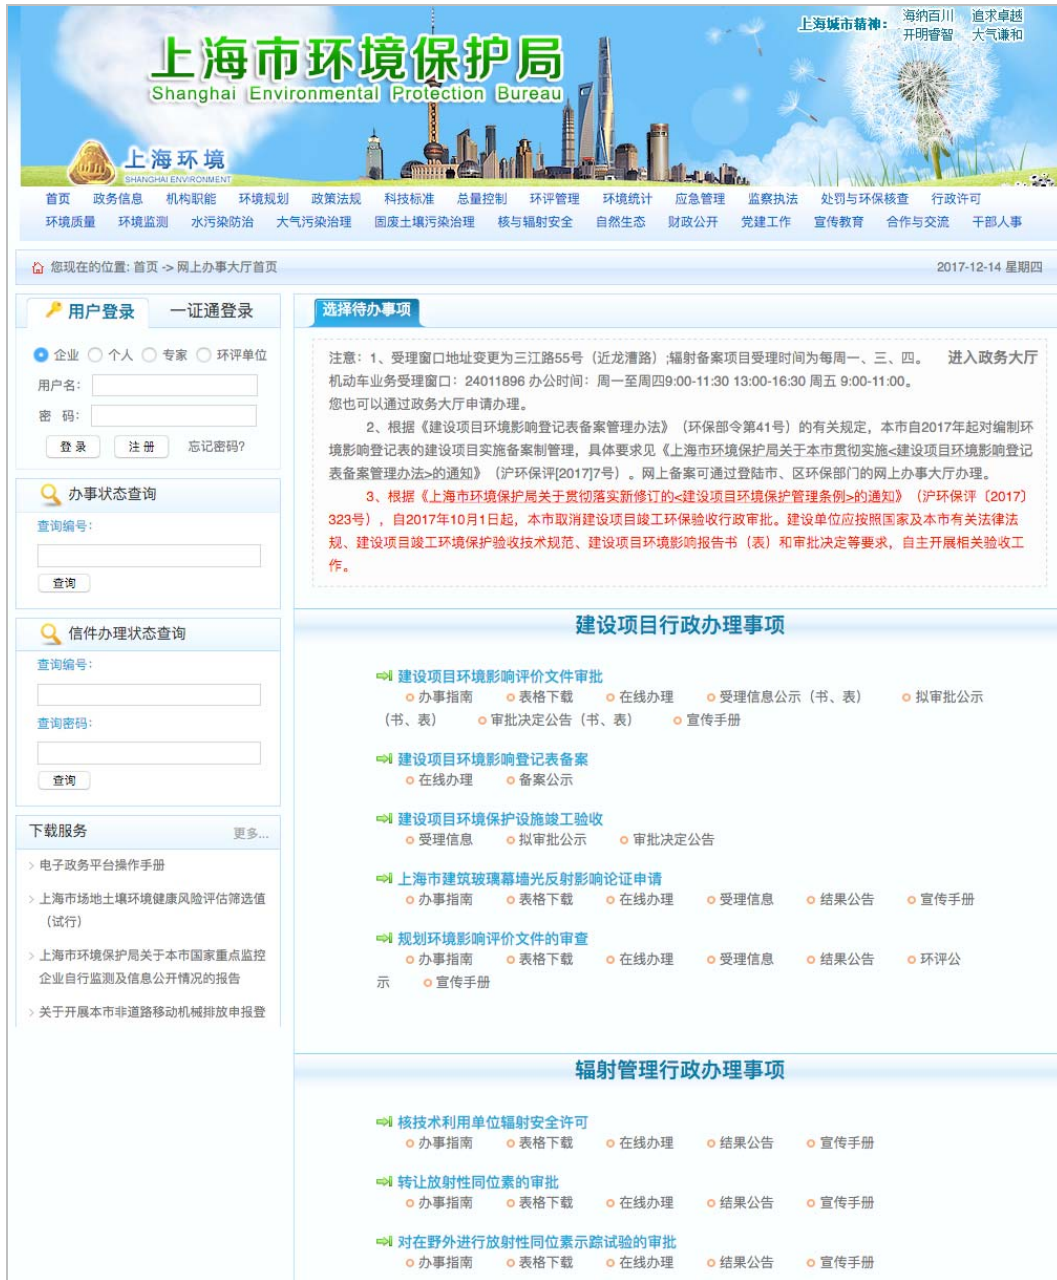 上海城市精神：
海纳百川 追求卓越
开明睿智 大气谦和
上海市环境保护局
Shanghai Environmental Protection Bureau
上海环境
SHANGHAI ENVIRONMENT
首页 政务信息 机构职能 环境规划 政策法规 科技标准 总量控制 环评管理 环境统计 应急管理 监察执法 处罚与环保核查 行政许可
环境质量 环境监测 水污染防治 大气污染治理 固废土壤污染治理 核与辐射安全 自然生态 财政公开 党建工作 宣传教育 合作与交流 干部人事
您现在的位置: 首页 -> 网上办事大厅首页
2017-12-14 星期四
用户登录 一证通登录
企业 个人 专家 环评单位
用户名:
密 码:
登 录 注 册 忘记密码?
办事状态查询
查询编号:
查询
信件办理状态查询
查询编号:
查询密码:
查询
下载服务 更多...
电子政务平台操作手册
上海市场地土壤环境健康风险评估筛选值
（试行）
上海市环境保护局关于本市国家重点监控
企业自行监测及信息公开情况的报告
关于开展本市非道路移动机械排放申报登
选择待办事项
注意：1、受理窗口地址变更为三江路55号（近龙漕路）;辐射备案项目受理时间为每周一、三、四。 进入政务大厅
机动车业务受理窗口：24011896 办公时间：周一至周四9:00-11:30 13:00-16:30 周五 9:00-11:00。
您也可以通过政务大厅申请办理。
2、根据《建设项目环境影响登记表备案管理办法》（环保部令第41号）的有关规定，本市自2017年起对编制环
境影响登记表的建设项目实施备案制管理，具体要求见《上海市环境保护局关于本市贯彻实施<建设项目环境影响登记
表备案管理办法>的通知》（沪环保评[2017]7号）。网上备案可通过登陆市、区环保部门的网上办事大厅办理。
3、根据《上海市环境保护局关于贯彻落实新修订的<建设项目环境保护管理条例>的通知》（沪环保评〔2017〕
323号），自2017年10月1日起，本市取消建设项目竣工环保验收行政审批。建设单位应按照国家及本市有关法律法
规、建设项目竣工环境保护验收技术规范、建设项目环境影响报告书（表）和审批决定等要求，自主开展相关验收工
作。
建设项目行政办理事项
建设项目环境影响评价文件审批
办事指南 表格下载 在线办理 受理信息公示（书、表） 拟审批公示
（书、表） 审批决定公告（书、表） 宣传手册
建设项目环境影响登记表备案
在线办理 备案公示
建设项目环境保护设施竣工验收
受理信息 拟审批公示 审批决定公告
上海市建筑玻璃幕墙光反射影响论证申请
办事指南 表格下载 在线办理 受理信息 结果公告 宣传手册
规划环境影响评价文件的审查
办事指南 表格下载 在线办理 受理信息 结果公告 环评公
示 宣传手册
辐射管理行政办理事项
核技术利用单位辐射安全许可
办事指南 表格下载 在线办理 结果公告 宣传手册
转让放射性同位素的审批
办事指南 表格下载 在线办理 结果公告 宣传手册
对在野外进行放射性同位素示踪试验的审批
办事指南 表格下载 在线办理 结果公告 宣传手册